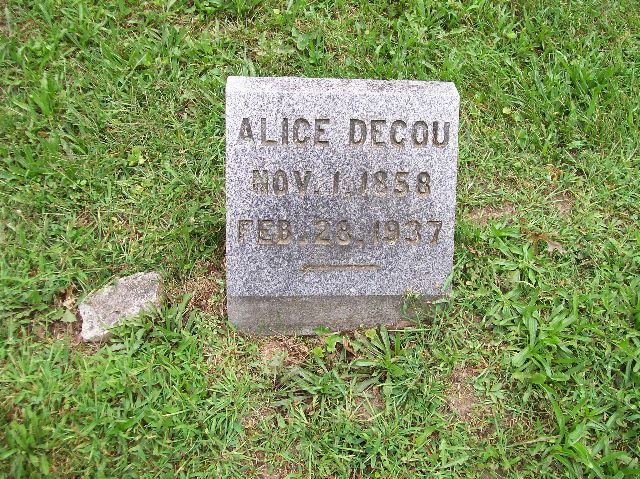 ALICE DECOU
NOV. 1, 1858
FEB. 28, 1937